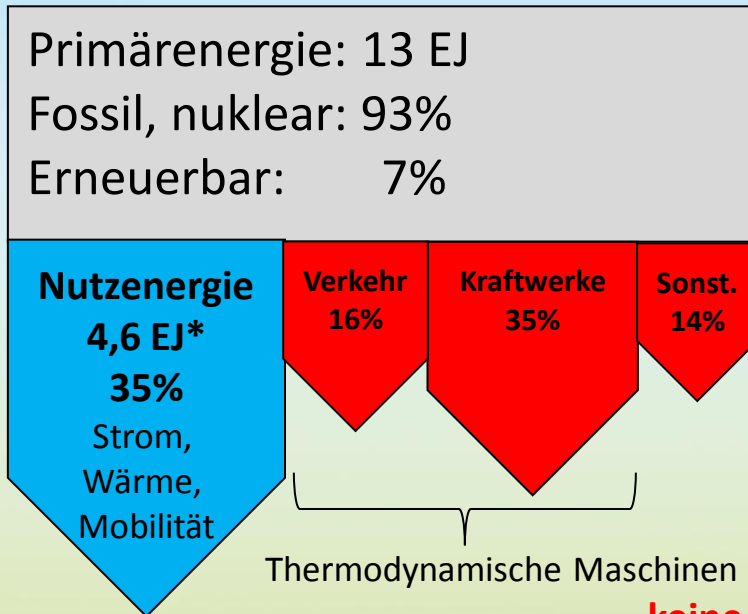 Primärenergie: 13 EJ
Fossil, nuklear: 93%
Erneuerbar: 7%
Nutzenergie
4,6 EJ*
35%
Strom,
Wärme,
Mobilität
Verkehr
16%
Kraftwerke
35%
Sonst.
14%
Thermodynamische Maschinen
keine